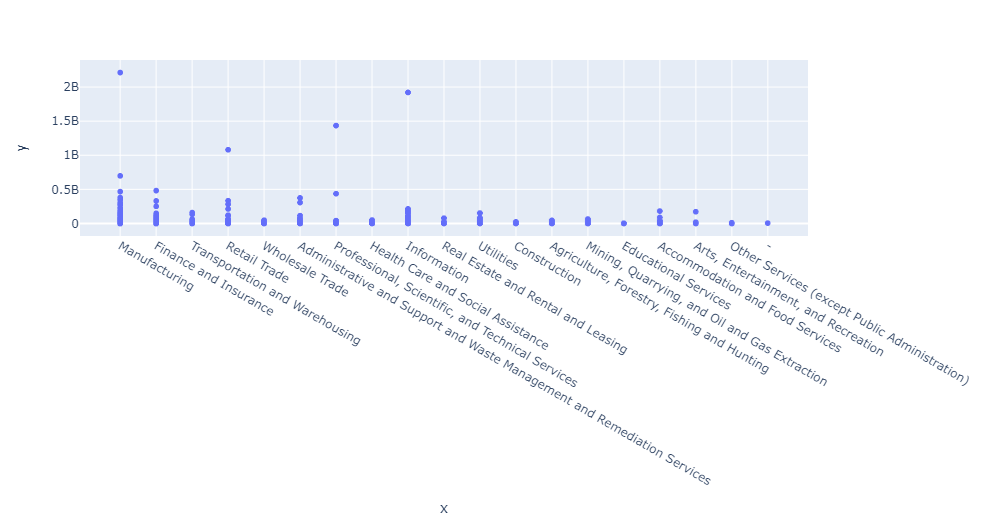 2B
1.5B
1B
0.5B
0
y
Manufacturing
Finance and Insurance
Transportation and Warehousing
Retail Trade
Wholesale Trade
Administrative and Support and Waste Management and Remediation Services
Professional, Scientific, and Technical Services
Health Care and Social Assistance
Information
Real Estate and Rental and Leasing
Utilities
Construction
Agriculture, Forestry, Fishing and Hunting
Mining, Quarrying, and Oil and Gas Extraction
Educational Services
Accommodation and Food Services
Arts, Entertainment, and Recreation
Other Services (except Public Administration)
-
x